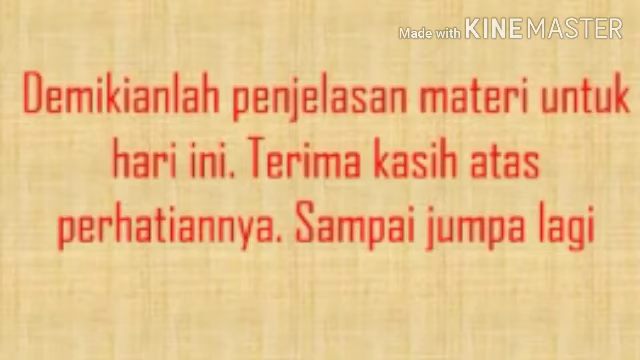 Made with KINEMASTER
Demikianlah penjelasan materi untuk
hari ini. Terima kasih atas
perhatiannya. Sampai jumpa lagi